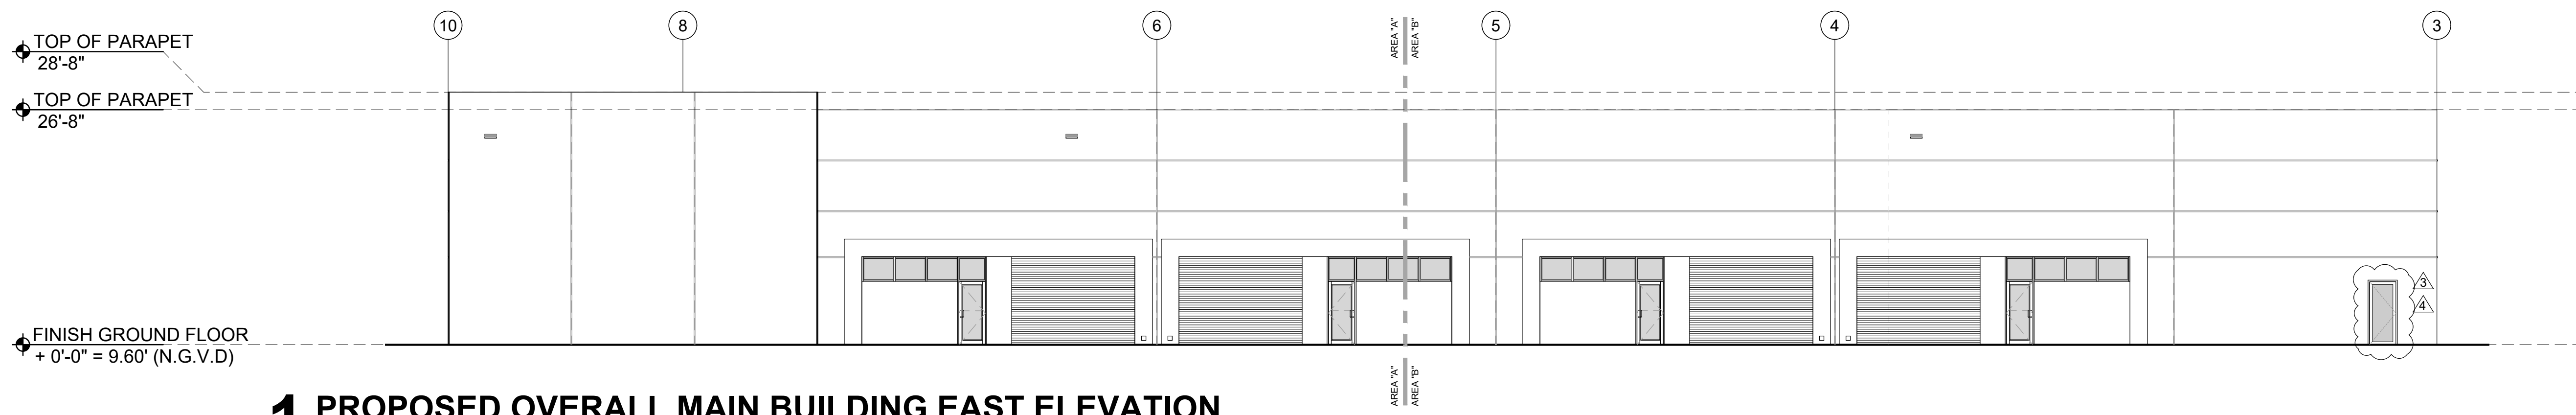 10
8
6
AREA "A"
AREA "B"
5
4
3
TOP OF PARAPET
28'-8"
TOP OF PARAPET
26'-8"
3
4
FINISH GROUND FLOOR
+ 0'-0" = 9.60' (N.G.V.D)
AREA "A"
AREA "B"
1 PROPOSED OVERALL MAIN BUILDING EAST ELEVATION